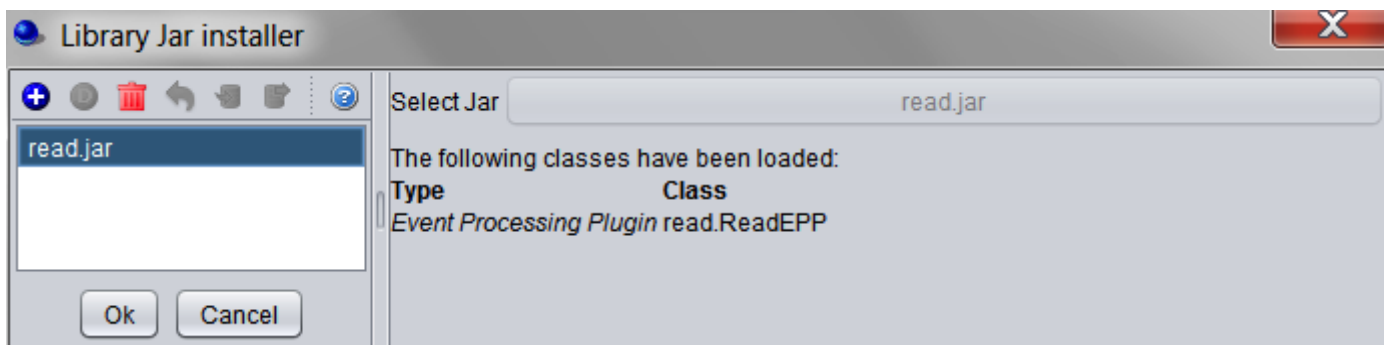 Library Jar installer
Select Jar read.jar
read.jar
The following classes have been loaded:
Type Class
Event Processing Plugin read.ReadEPP
Ok Cancel